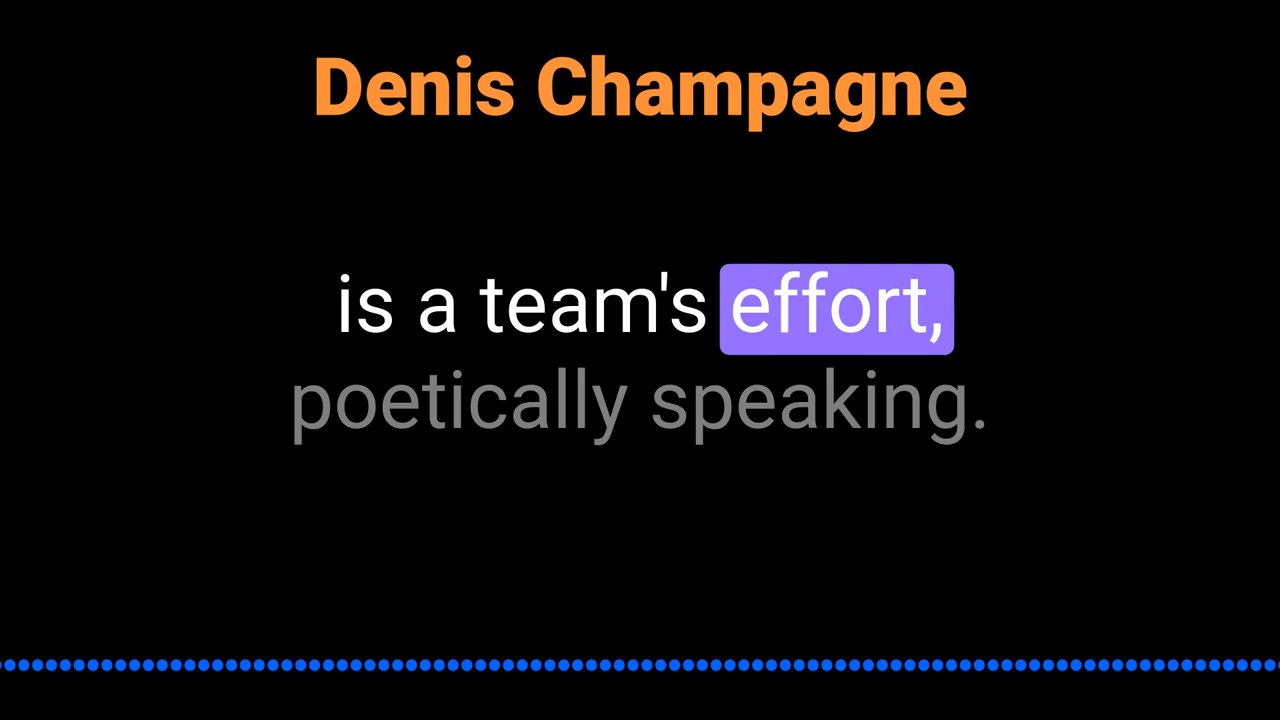 Denis Champagne
is a team's effort,
poetically speaking.